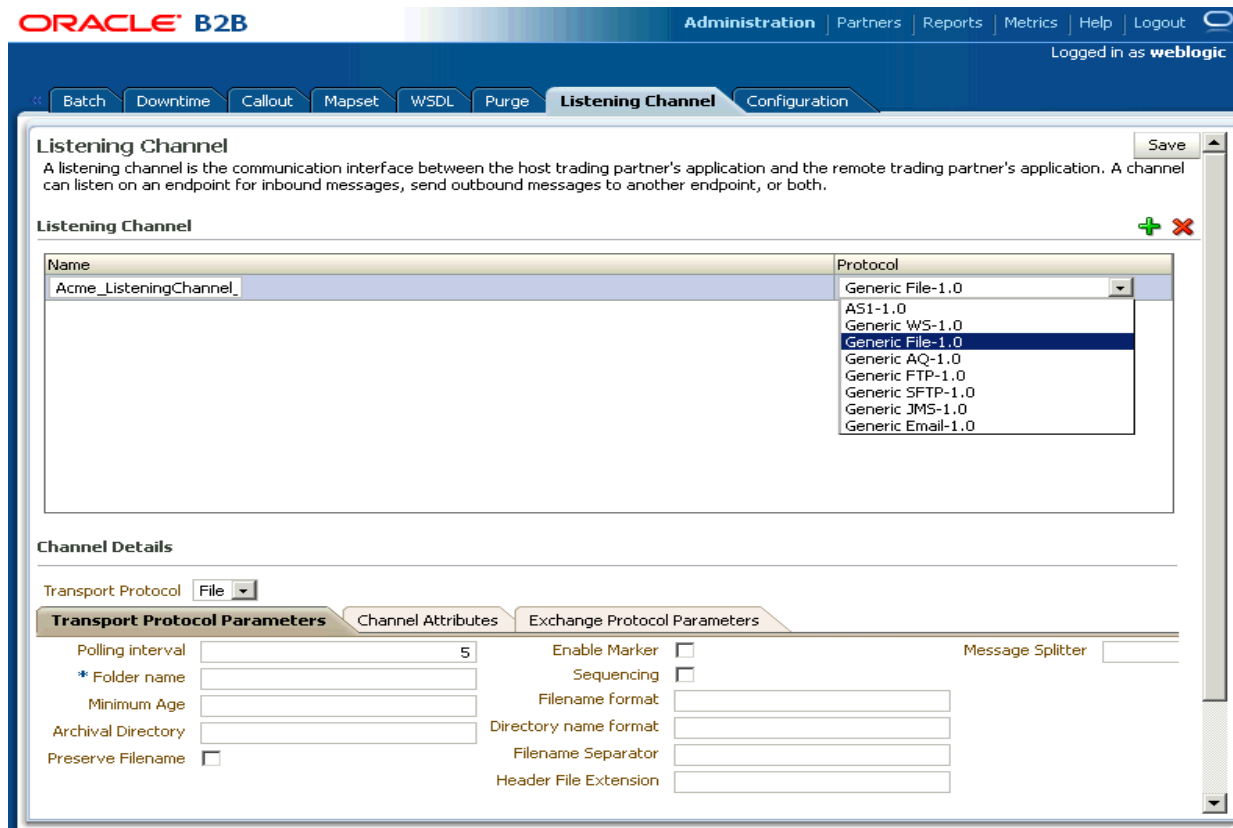 ORACLE B2B
Administration | Partners | Reports | Metrics | Help | Logout
Logged in as weblogic
« Batch Downtime Callout Mapset WSDL Purge Listening Channel Configuration
Listening Channel
Save
A listening channel is the communication interface between the host trading partner's application and the remote trading partner's application. A channel
can listen on an endpoint for inbound messages, send outbound messages to another endpoint, or both.
Listening Channel
Name Protocol
Acme_ListeningChannel_ Generic File-1.0
AS1-1.0
Generic WS-1.0
Generic File-1.0
Generic AQ-1.0
Generic FTP-1.0
Generic SFTP-1.0
Generic JMS-1.0
Generic Email-1.0
Channel Details
Transport Protocol File
Transport Protocol Parameters Channel Attributes Exchange Protocol Parameters
Polling interval 5 Enable Marker Message Splitter
* Folder name Sequencing
Minimum Age Filename format
Archival Directory Directory name format
Preserve Filename Filename Separator
Header File Extension